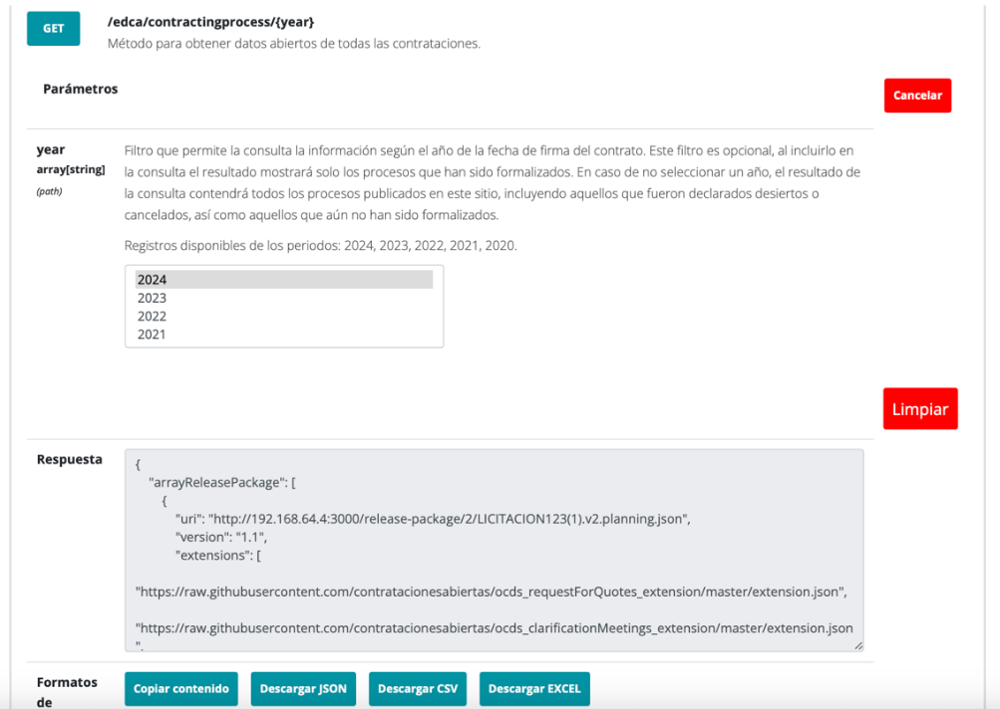 GET
/edca/contractingprocess/{year}
Método para obtener datos abiertos de todas las contrataciones.
Parámetros
Cancelar
year
array[string]
(path)
Filtro que permite la consulta la información según el año de la fecha de firma del contrato. Este filtro es opcional, al incluirlo en
la consulta el resultado mostrará solo los procesos que han sido formalizados. En caso de no seleccionar un año, el resultado de
la consulta contendrá todos los procesos publicados en este sitio, incluyendo aquellos que fueron declarados desiertos o
cancelados, así como aquellos que aún no han sido formalizados.
Registros disponibles de los periodos: 2024, 2023, 2022, 2021, 2020.
2024
2023
2022
2021
Limpiar
Respuesta
{
"arrayReleasePackage": [
{
"uri": "http://192.168.64.4:3000/release-package/2/LICITACION123(1).v2.planning.json",
"version": "1.1",
"extensions": [
"https://raw.githubusercontent.com/contratacionesabiertas/ocds_requestForQuotes_extension/master/extension.json",
"https://raw.githubusercontent.com/contratacionesabiertas/ocds_clarificationMeetings_extension/master/extension.json
",
Formatos
de
Copiar contenido
Descargar JSON
Descargar CSV
Descargar EXCEL